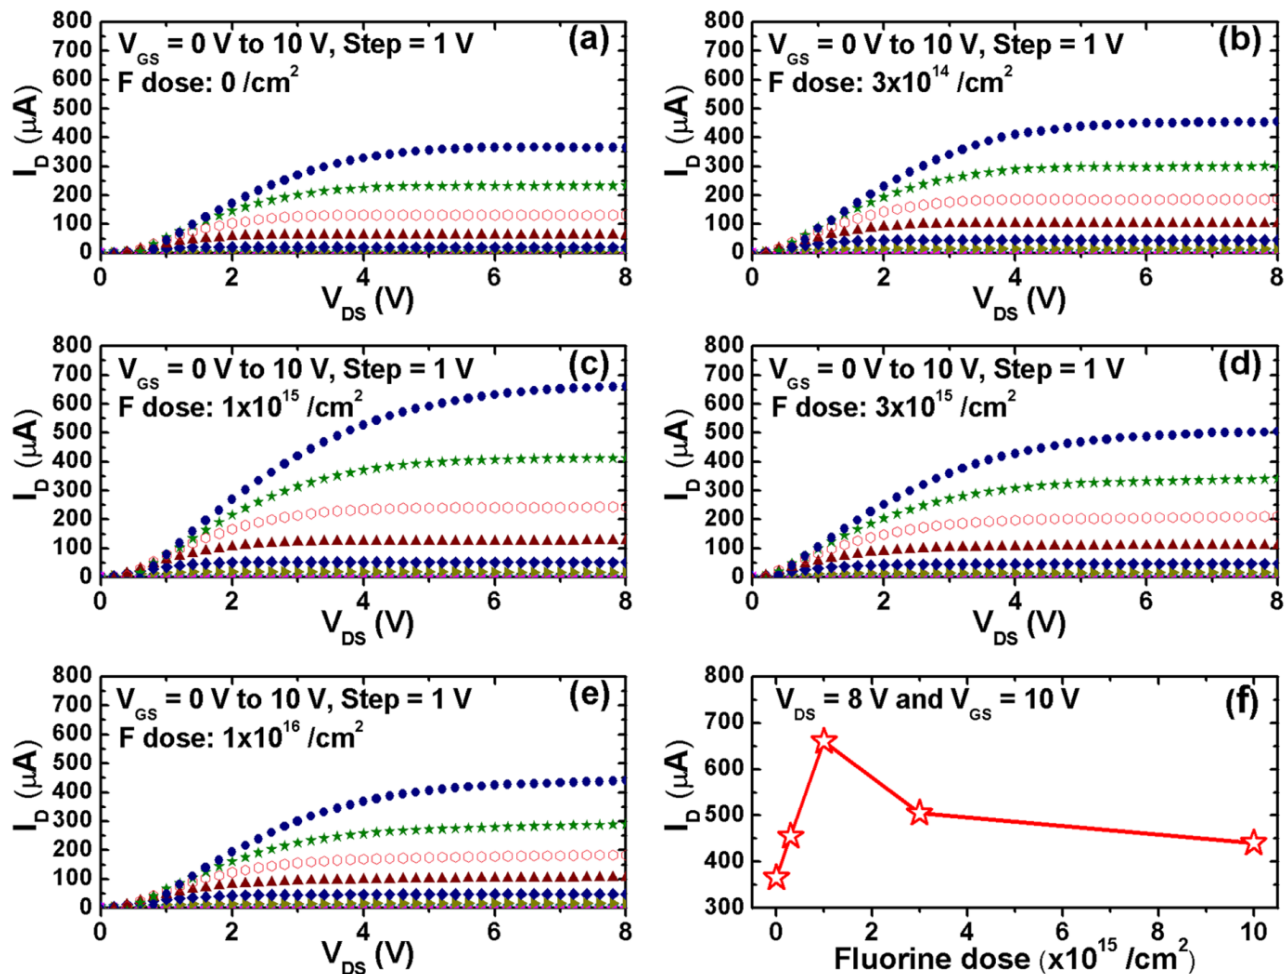 V_GS = 0 V to 10 V, Step = 1 V
(a)
F dose: 0 /cm²
I_D (μA)
800
700
600
500
400
300
200
100
0
0 2 4 6 8
V_DS (V)
V_GS = 0 V to 10 V, Step = 1 V
(b)
F dose: 3x10¹⁴ /cm²
I_D (μA)
800
700
600
500
400
300
200
100
0
0 2 4 6 8
V_DS (V)
V_GS = 0 V to 10 V, Step = 1 V
(c)
F dose: 1x10¹⁵ /cm²
I_D (μA)
800
700
600
500
400
300
200
100
0
0 2 4 6 8
V_DS (V)
V_GS = 0 V to 10 V, Step = 1 V
(d)
F dose: 3x10¹⁵ /cm²
I_D (μA)
800
700
600
500
400
300
200
100
0
0 2 4 6 8
V_DS (V)
V_GS = 0 V to 10 V, Step = 1 V
(e)
F dose: 1x10¹⁶ /cm²
I_D (μA)
800
700
600
500
400
300
200
100
0
0 2 4 6 8
V_DS (V)
V_DS = 8 V and V_GS = 10 V
(f)
I_D (μA)
800
700
600
500
400
300
0 2 4 6 8 10
Fluorine dose (x10¹⁵ /cm²)